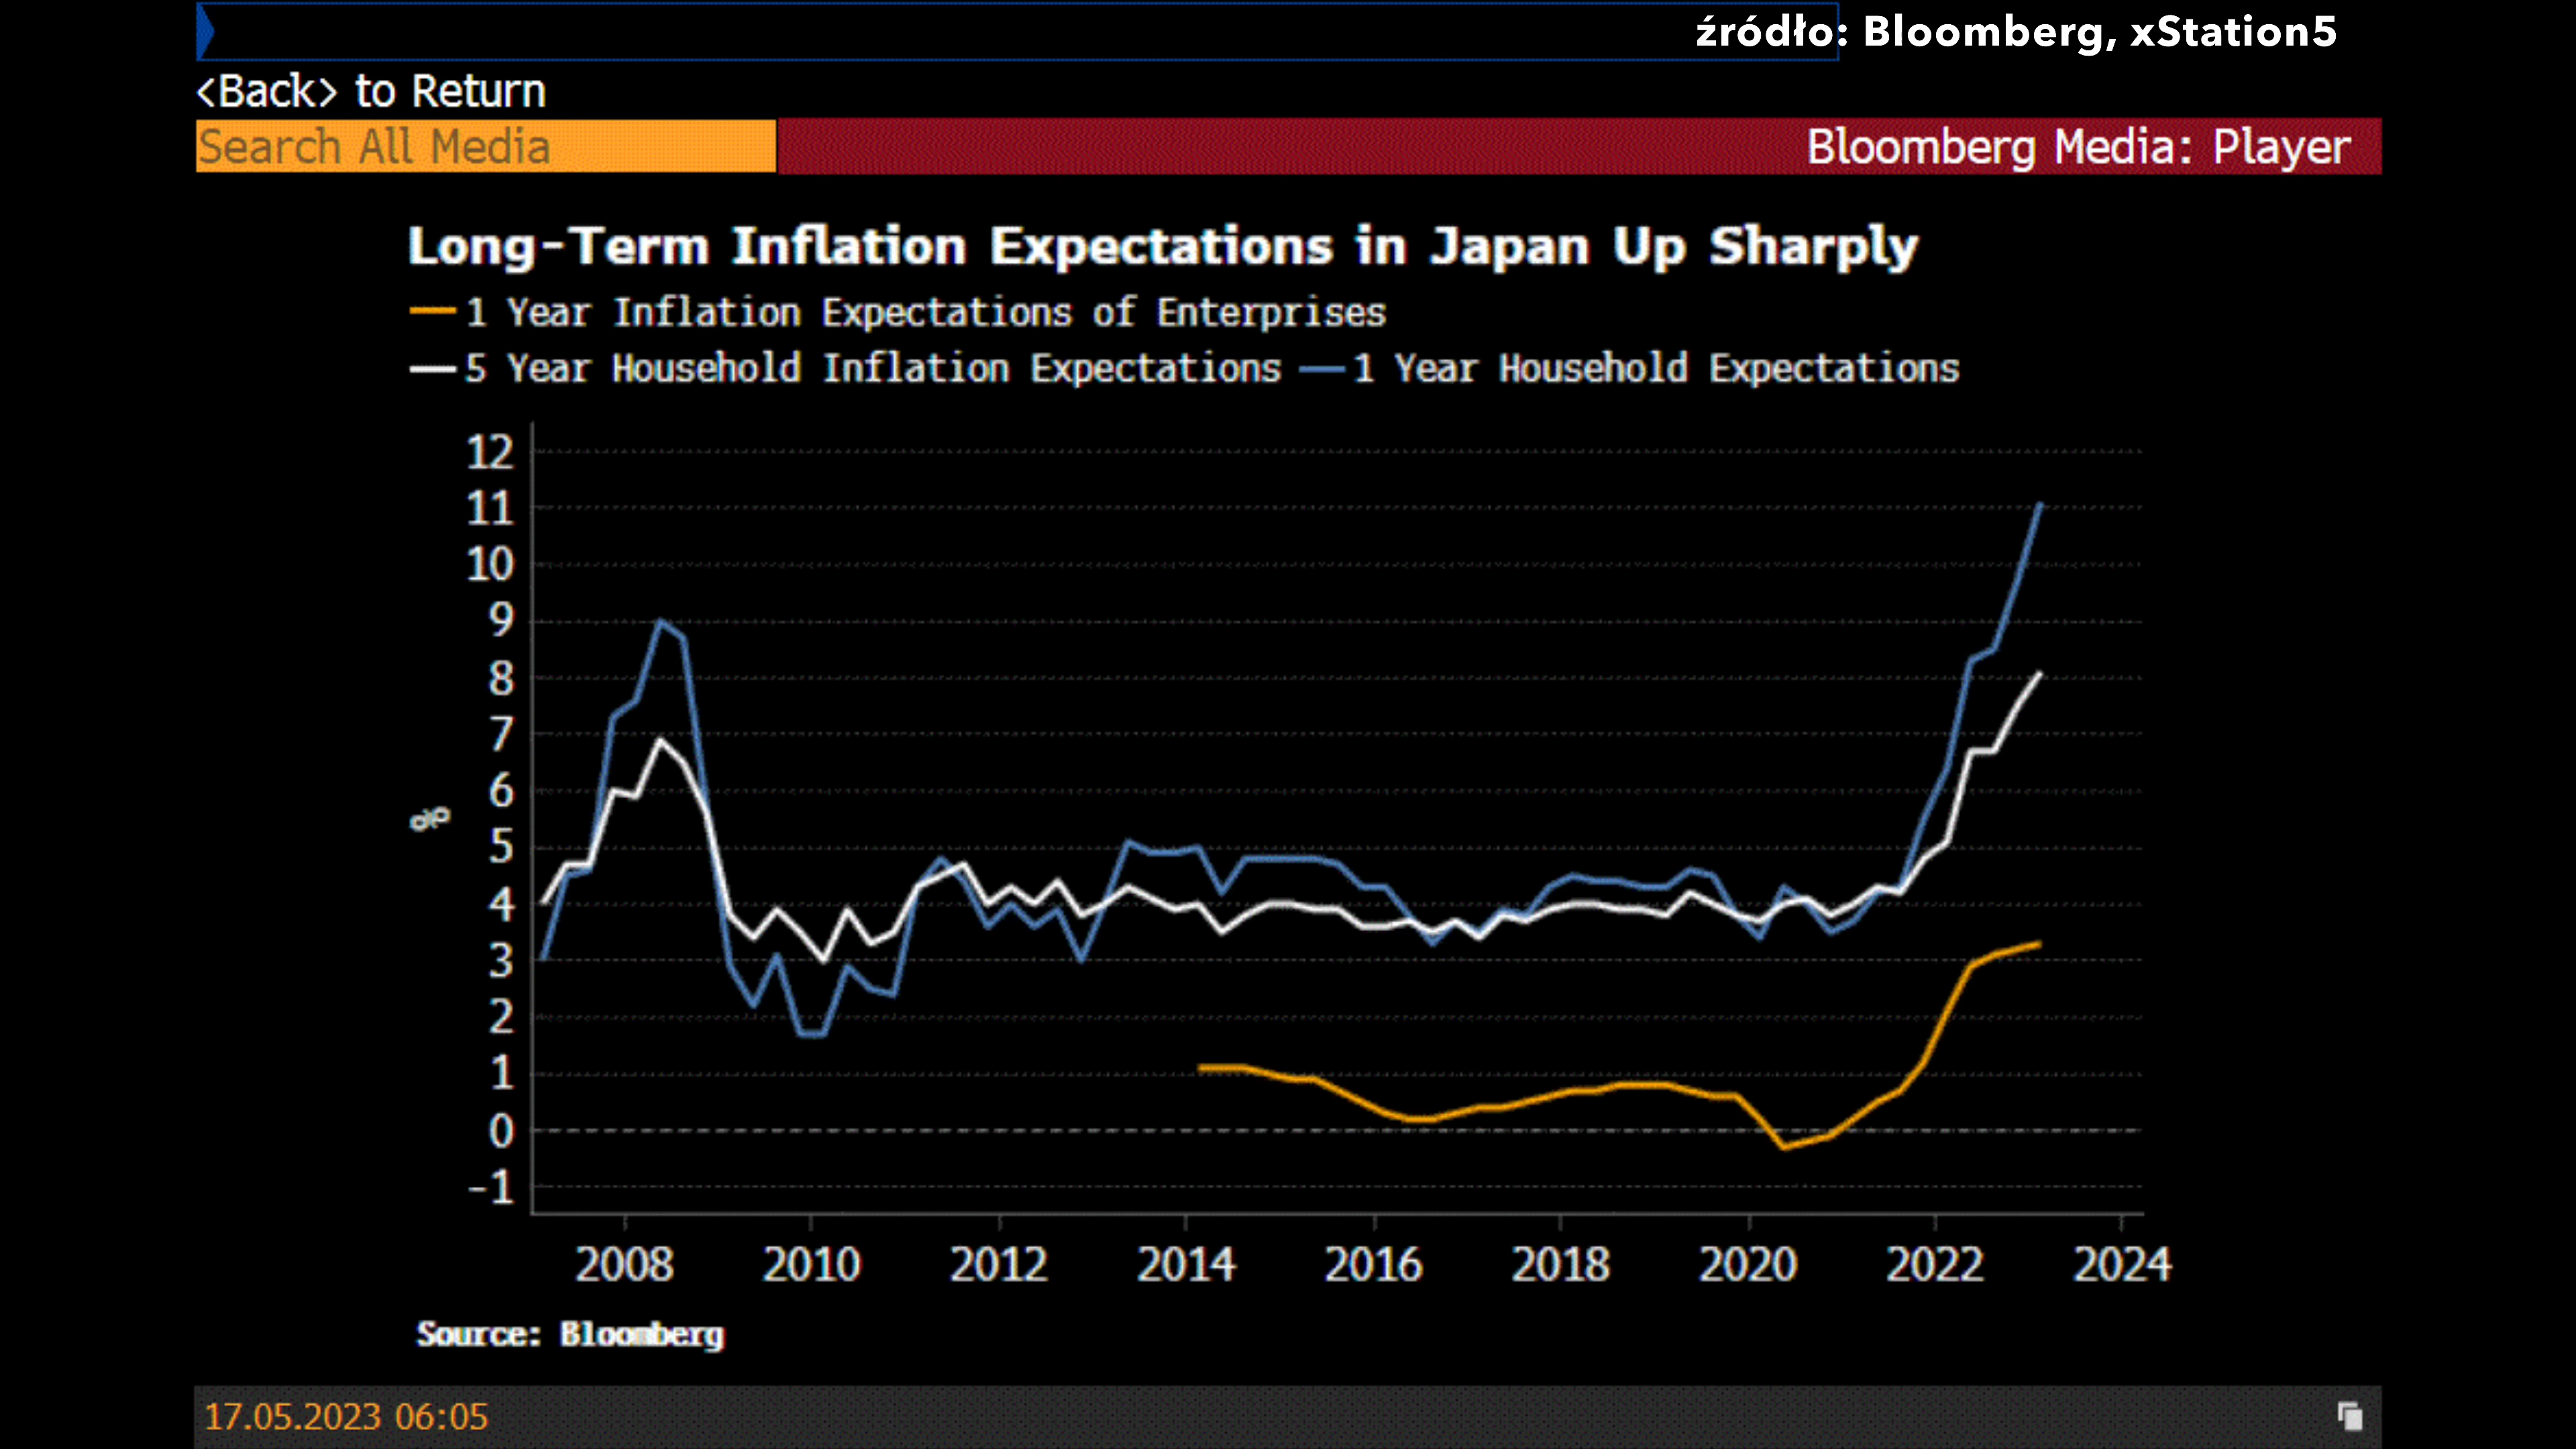 źródło: Bloomberg, xStation5
<Back> to Return
Search All Media
Bloomberg Media: Player
Long-Term Inflation Expectations in Japan Up Sharply
1 Year Inflation Expectations of Enterprises
5 Year Household Inflation Expectations
1 Year Household Expectations
12
11
10
9
8
7
6
5
4
3
2
1
0
-1
%
2008 2010 2012 2014 2016 2018 2020 2022 2024
Source: Bloomberg
17.05.2023 06:05